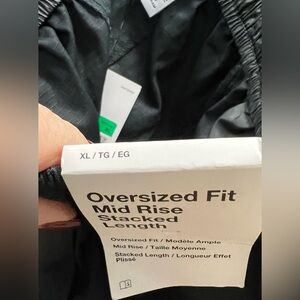 XL / TG / EG
Oversized Fit
Mid Rise
Stacked
Length
Oversized Fit / Modèle Ample
Mid Rise / Taille Moyenne
Stacked Length / Longueur Effet
Plissé